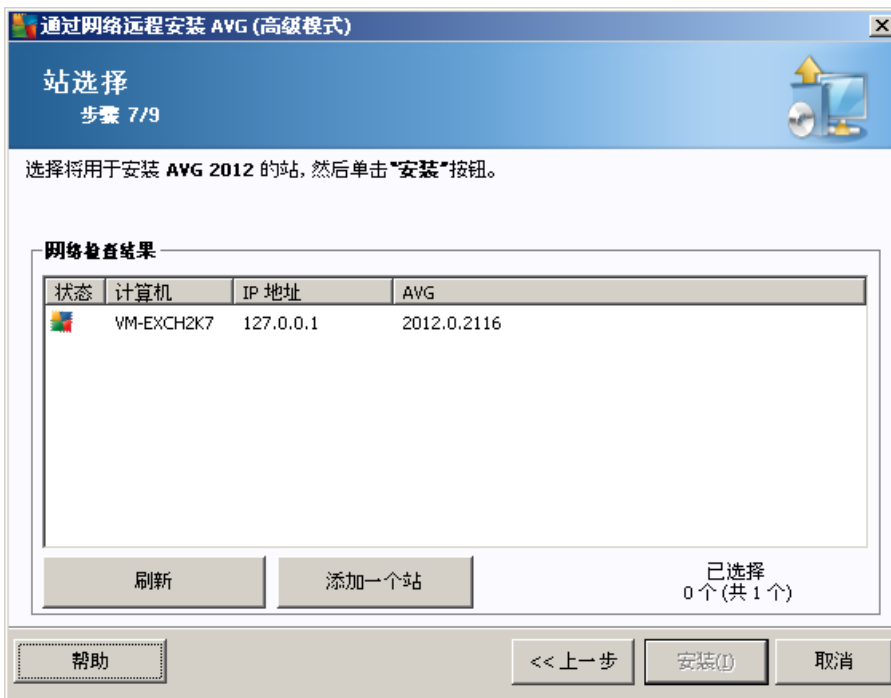 通过网络远程安装 AVG (高级模式)
站选择
步骤 7/9
选择将用于安装 AVG 2012 的站, 然后单击"安装"按钮。
网络检查结果
状态 计算机 IP 地址 AVG
VM-EXCH2K7 127.0.0.1 2012.0.2116
刷新 添加一个站 已选择
0 个 (共 1 个)
帮助 << 上一步 安装(I) 取消